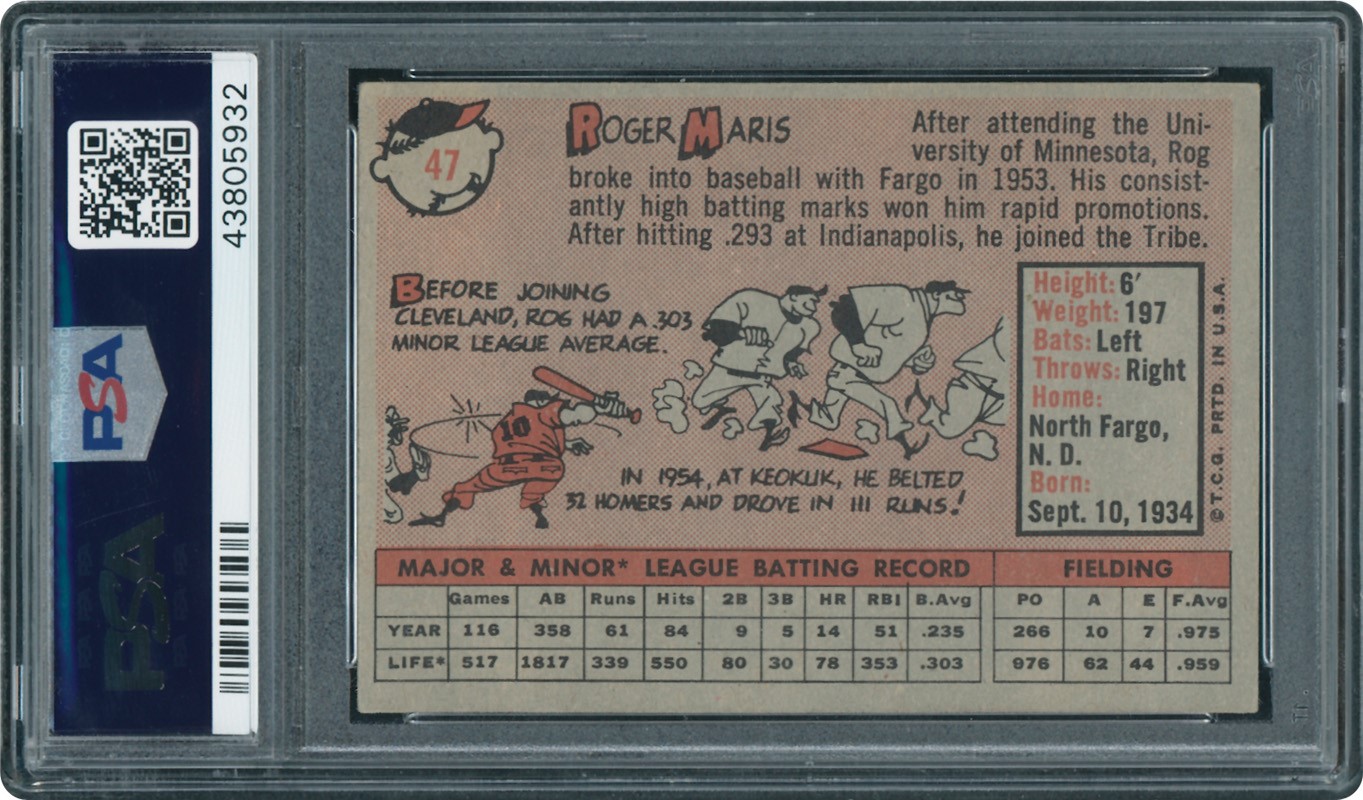 43805932
PSA
PSA
47
ROGER MARIS
After attending the Uni-
versity of Minnesota, Rog
broke into baseball with Fargo in 1953. His consist-
antly high batting marks won him rapid promotions.
After hitting .293 at Indianapolis, he joined the Tribe.
BEFORE JOINING
CLEVELAND, ROG HAD A .303
MINOR LEAGUE AVERAGE.
10
IN 1954, AT KEOKUK, HE BELTED
32 HOMERS AND DROVE IN 111 RUNS!
Height: 6'
Weight: 197
Bats: Left
Throws: Right
Home:
North Fargo,
N. D.
Born:
Sept. 10, 1934
© T.C.G. PRTD. IN U.S.A.
MAJOR & MINOR* LEAGUE BATTING RECORD FIELDING
Games AB Runs Hits 2B 3B HR RBI B.Avg PO A E F.Avg
YEAR 116 358 61 84 9 5 14 51 .235 266 10 7 .975
LIFE* 517 1817 339 550 80 30 78 353 .303 976 62 44 .959